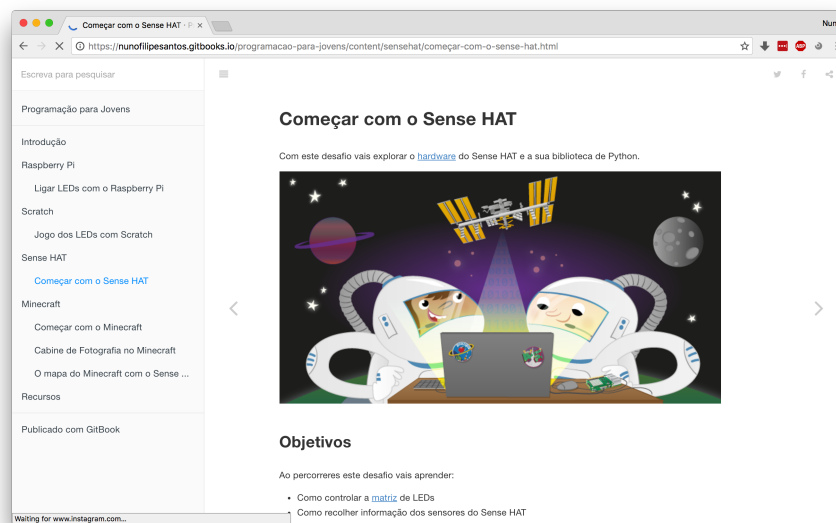 Começar com o Sense HAT · P
Nun
https://nunofilipesantos.gitbooks.io/programacao-para-jovens/content/sensehat/começar-com-o-sense-hat.html
ABP
Escreva para pesquisar
Programação para Jovens
Introdução
Raspberry Pi
Ligar LEDs com o Raspberry Pi
Scratch
Jogo dos LEDs com Scratch
Sense HAT
Começar com o Sense HAT
Minecraft
Começar com o Minecraft
Cabine de Fotografia no Minecraft
O mapa do Minecraft com o Sense ...
Recursos
Publicado com GitBook
Começar com o Sense HAT
Com este desafio vais explorar o hardware do Sense HAT e a sua biblioteca de Python.
Objetivos
Ao percorreres este desafio vais aprender:
• Como controlar a matriz de LEDs
• Como recolher informação dos sensores do Sense HAT
Waiting for www.instagram.com...